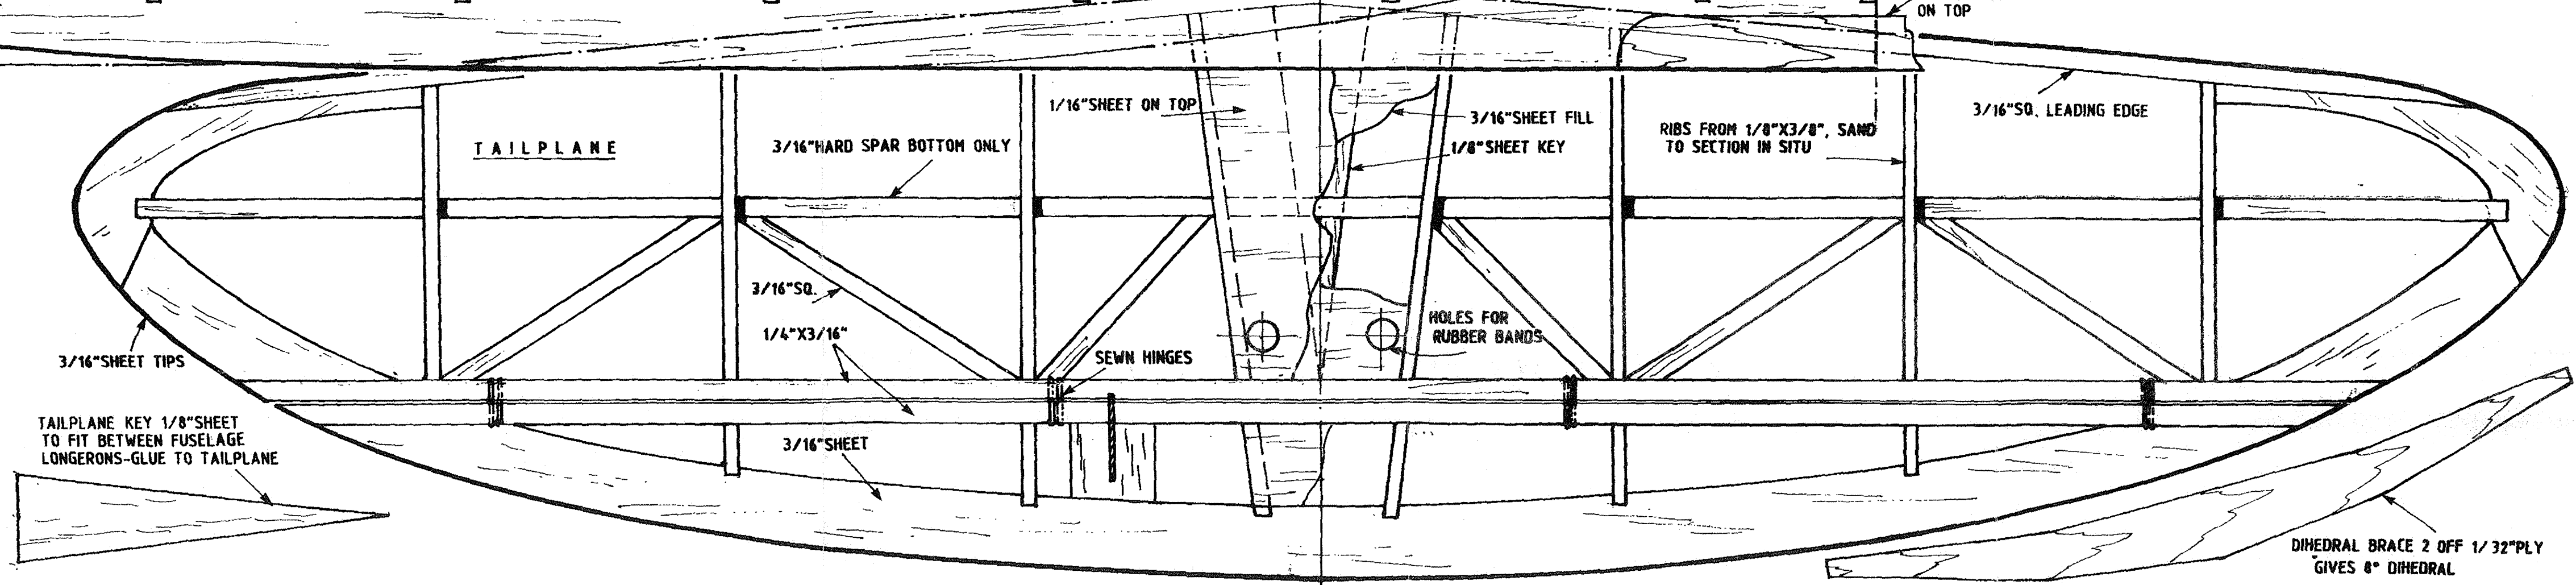 ON TOP
3/16"SQ. LEADING EDGE
1/16"SHEET ON TOP
3/16"SHEET FILL
RIBS FROM 1/8"X3/8", SAND
TO SECTION IN SITU
TAILPLANE
3/16"HARD SPAR BOTTOM ONLY
1/8"SHEET KEY
3/16"SQ.
1/4"X3/16"
HOLES FOR
RUBBER BANDS
3/16"SHEET TIPS
SEWN HINGES
TAILPLANE KEY 1/8"SHEET
TO FIT BETWEEN FUSELAGE
LONGERONS-GLUE TO TAILPLANE
3/16"SHEET
DIHEDRAL BRACE 2 OFF 1/32"PLY
GIVES 8° DIHEDRAL